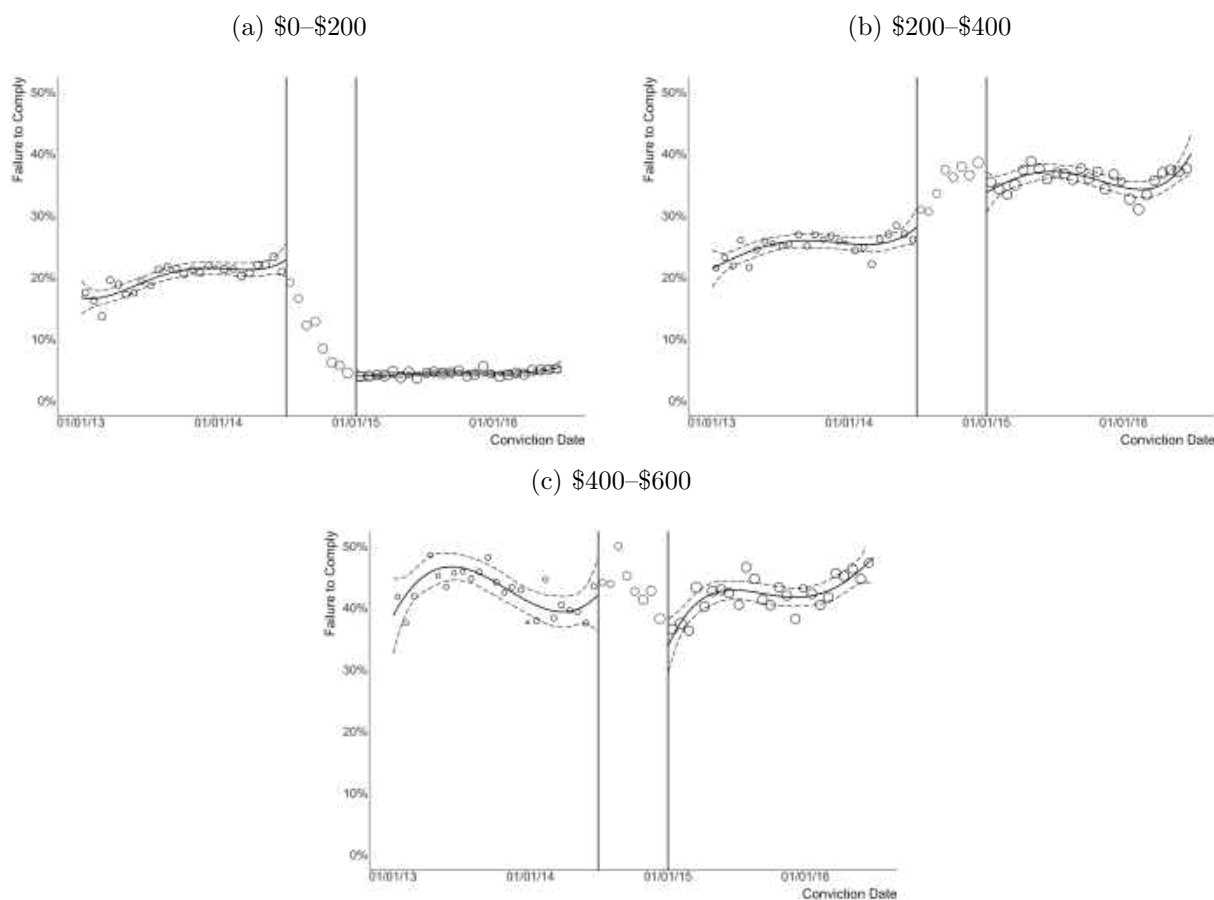 (a) $0–$200
Failure to Comply
50%
40%
30%
20%
10%
0%
01/01/13 01/01/14 01/01/15 01/01/16
Conviction Date
(b) $200–$400
Failure to Comply
50%
40%
30%
20%
10%
0%
01/01/13 01/01/14 01/01/15 01/01/16
Conviction Date
(c) $400–$600
Failure to Comply
50%
40%
30%
20%
10%
0%
01/01/13 01/01/14 01/01/15 01/01/16
Conviction Date